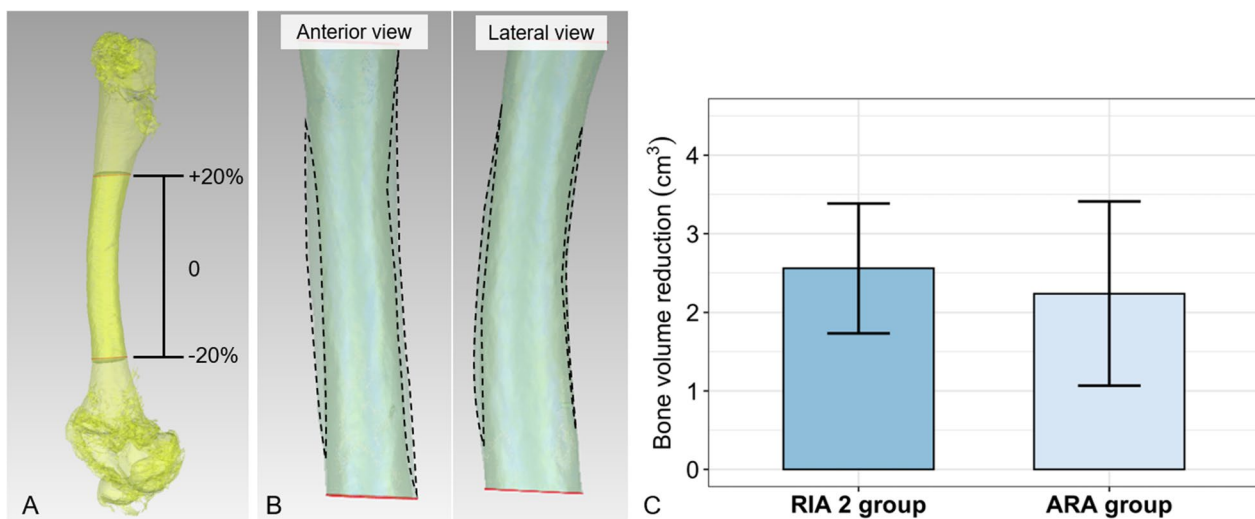 +20%
0
-20%
A
Anterior view
Lateral view
B
Bone volume reduction (cm³)
4
3
2
1
0
RIA 2 group
ARA group
C